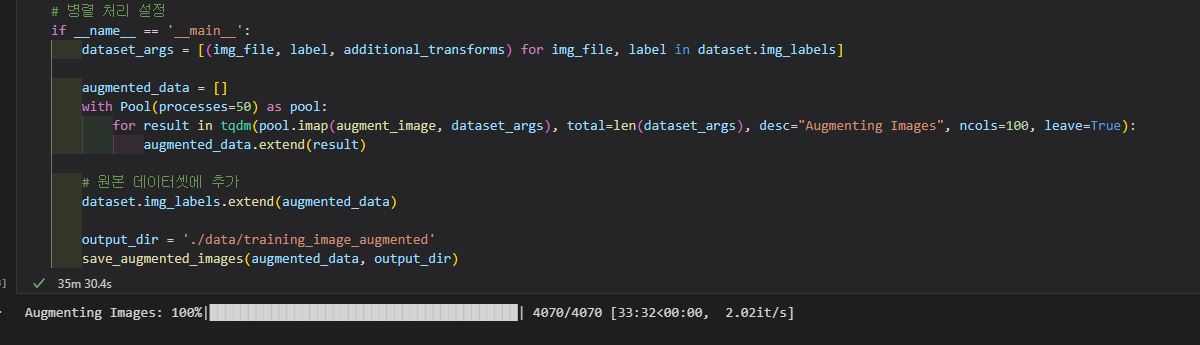 # 병렬 처리 설정
if __name__ == '__main__':
    dataset_args = [(img_file, label, additional_transforms) for img_file, label in dataset.img_labels]
    augmented_data = []
    with Pool(processes=50) as pool:
        for result in tqdm(pool.imap(augment_image, dataset_args), total=len(dataset_args), desc="Augmenting Images", ncols=100, leave=True):
            augmented_data.extend(result)
    # 원본 데이터셋에 추가
    dataset.img_labels.extend(augmented_data)
    output_dir = './data/training_image_augmented'
    save_augmented_images(augmented_data, output_dir)
✓ 35m 30.4s
Augmenting Images: 100%|██████████| 4070/4070 [33:32<00:00, 2.02it/s]